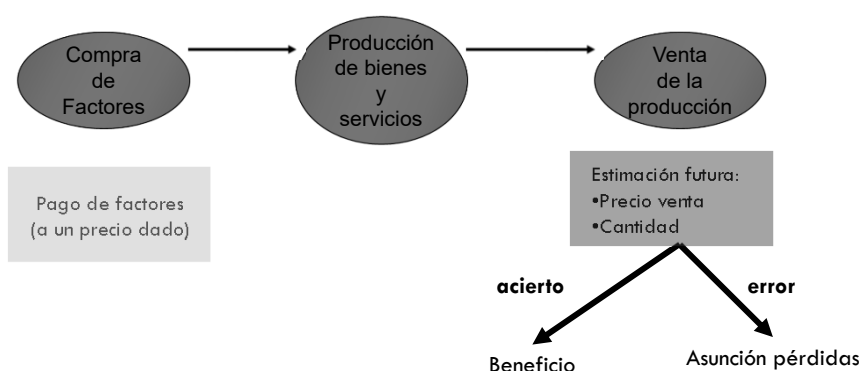 Compra
de
Factores
Producción
de bienes
y
servicios
Venta
de la
producción
Pago de factores
(a un precio dado)
Estimación futura:
•Precio venta
•Cantidad
acierto
error
Beneficio
Asunción pérdidas